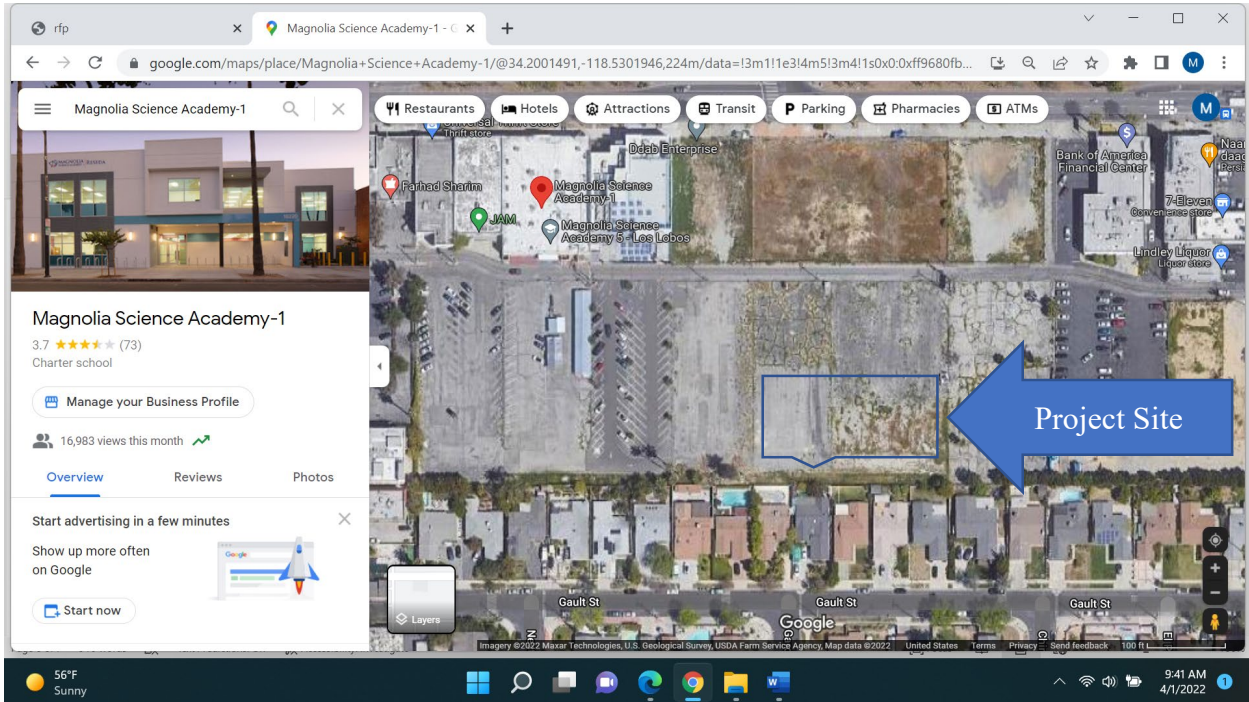 rfp
Magnolia Science Academy-1 - G
google.com/maps/place/Magnolia+Science+Academy-1/@34.2001491,-118.5301946,224m/data=!3m1!1e3!4m5!3m4!1s0x0:0xff9680fb...
M
Magnolia Science Academy-1
Restaurants
Hotels
Attractions
Transit
P Parking
Pharmacies
ATMs
M
Thrift store
Ddab Enterprise
Bank of America
Financial Center
Farhad Sharim
Magnolia Science
Academy-1
JAM
Magnolia Science
Academy 5 - Los Lobos
7-Eleven
Convenience store
Lindley Liquor
Liquor store
Magnolia Science Academy-1
3.7 (73)
Charter school
Manage your Business Profile
16,983 views this month
Overview
Reviews
Photos
Start advertising in a few minutes
Show up more often
on Google
Google
Start now
Project Site
Layers
Gault St
Gault St
Gault St
Google
Imagery ©2022 Maxar Technologies, U.S. Geological Survey, USDA Farm Service Agency, Map data ©2022 United States Terms Privacy Send feedback 100 ft
56°F
Sunny
9:41 AM
4/1/2022
1